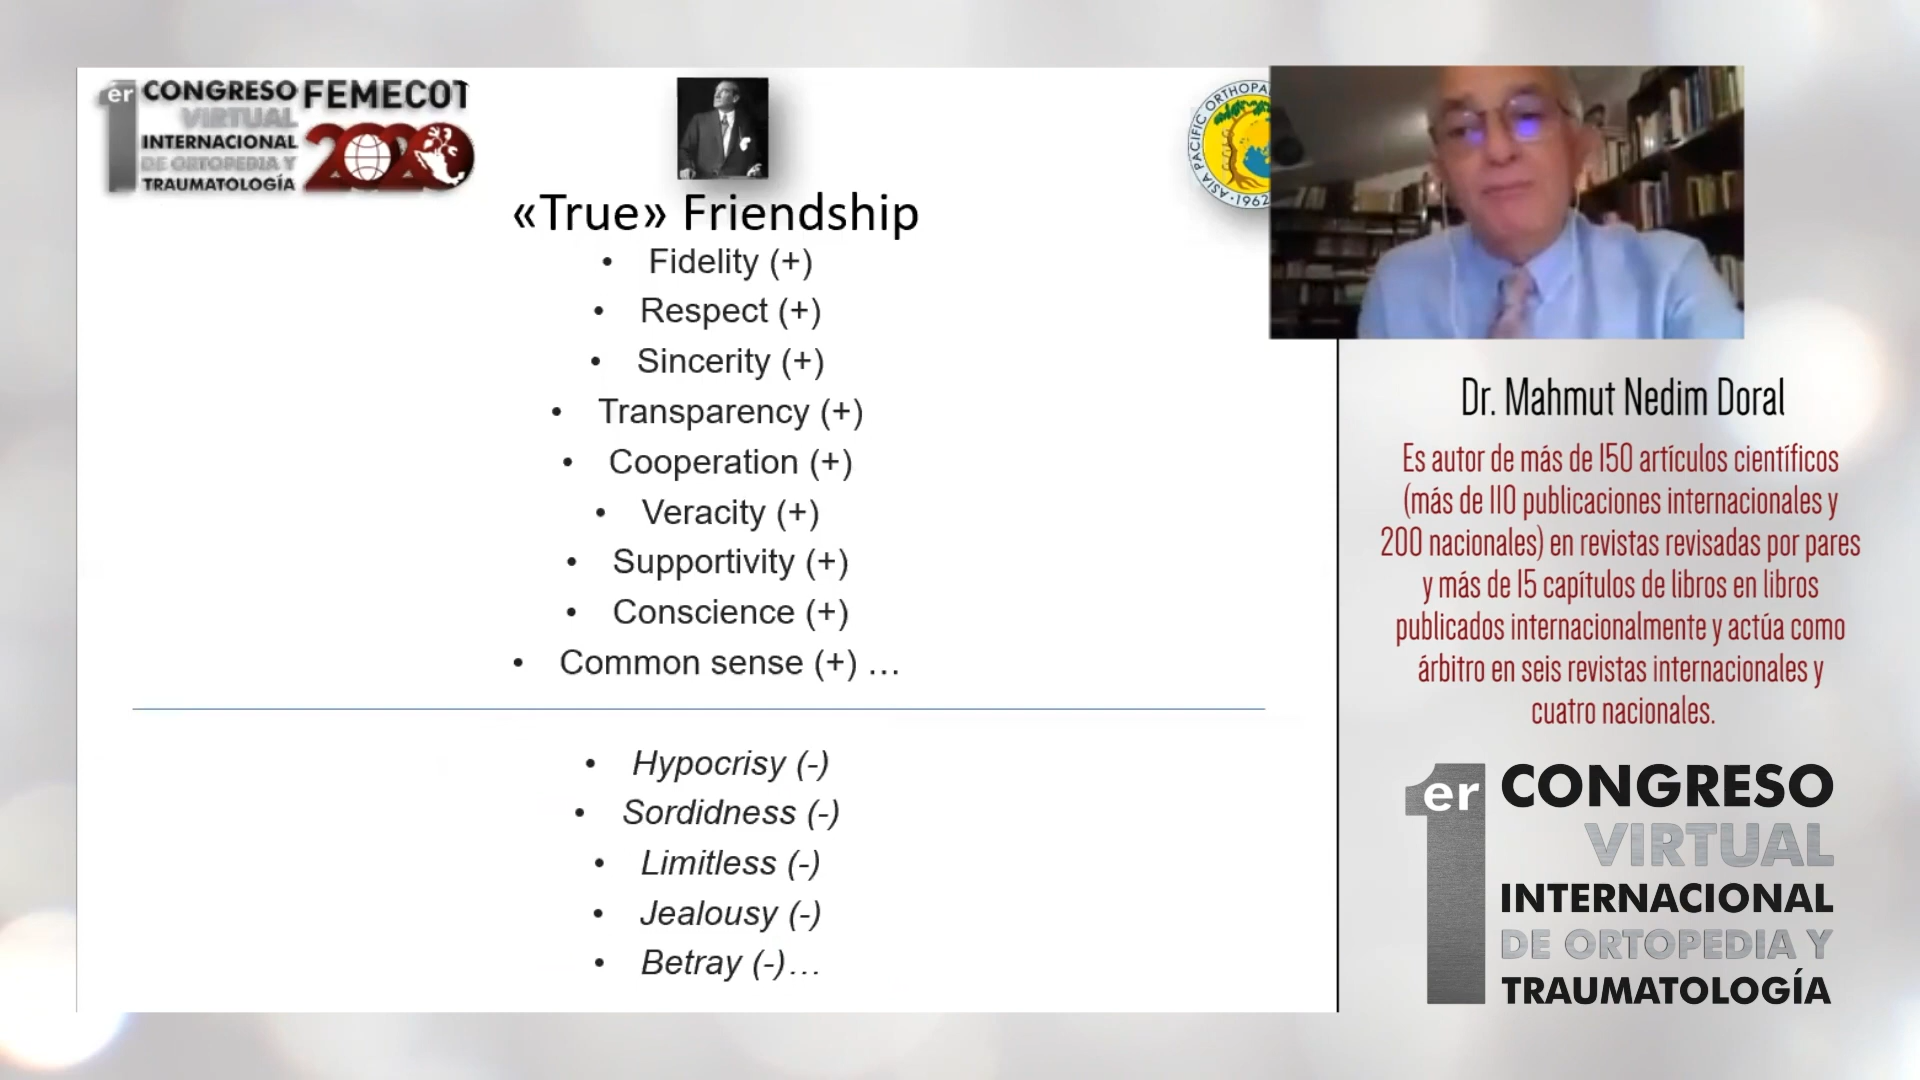 1er CONGRESO FEMECOT
VIRTUAL
INTERNACIONAL 2020
DE ORTOPEDIA Y
TRAUMATOLOGÍA
ASIA PACIFIC ORTHOPA
1962
«True» Friendship
• Fidelity (+)
• Respect (+)
• Sincerity (+)
• Transparency (+)
• Cooperation (+)
• Veracity (+)
• Supportivity (+)
• Conscience (+)
• Common sense (+) …
• Hypocrisy (-)
• Sordidness (-)
• Limitless (-)
• Jealousy (-)
• Betray (-)…
Dr. Mahmut Nedim Doral
Es autor de más de 150 artículos científicos
(más de 110 publicaciones internacionales y
200 nacionales) en revistas revisadas por pares
y más de 15 capítulos de libros en libros
publicados internacionalmente y actúa como
árbitro en seis revistas internacionales y
cuatro nacionales.
1er CONGRESO
VIRTUAL
INTERNACIONAL
DE ORTOPEDIA Y
TRAUMATOLOGÍA